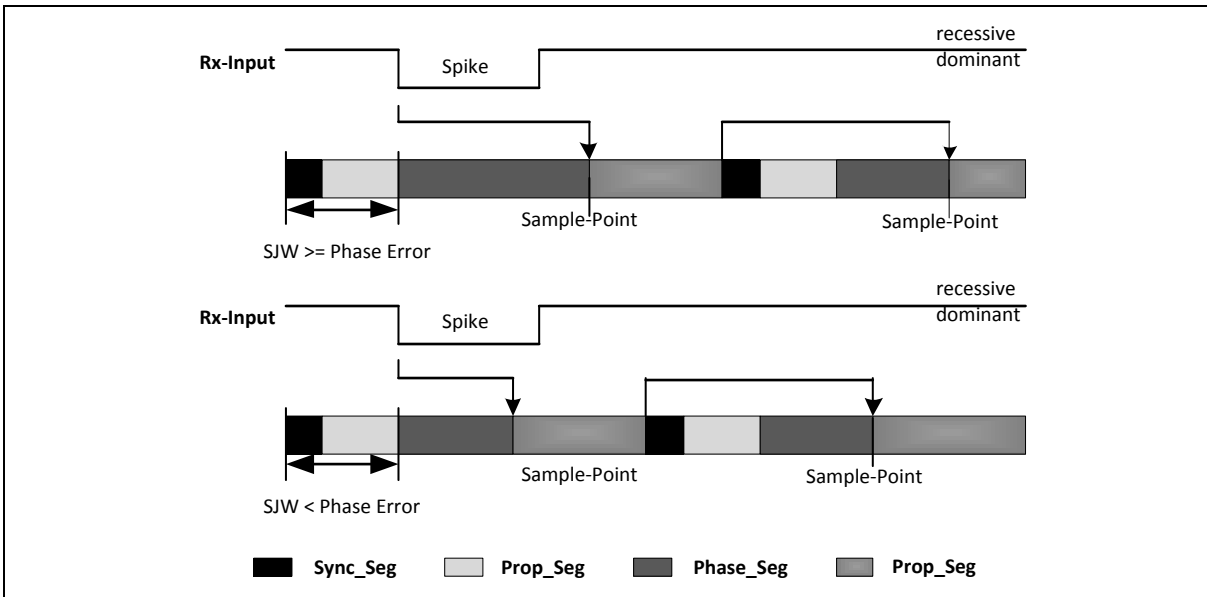 recessive
Rx-Input
Spike
dominant
Sample-Point
Sample-Point
SJW >= Phase Error
recessive
Rx-Input
Spike
dominant
Sample-Point
Sample-Point
SJW < Phase Error
Sync_Seg
Prop_Seg
Phase_Seg
Prop_Seg